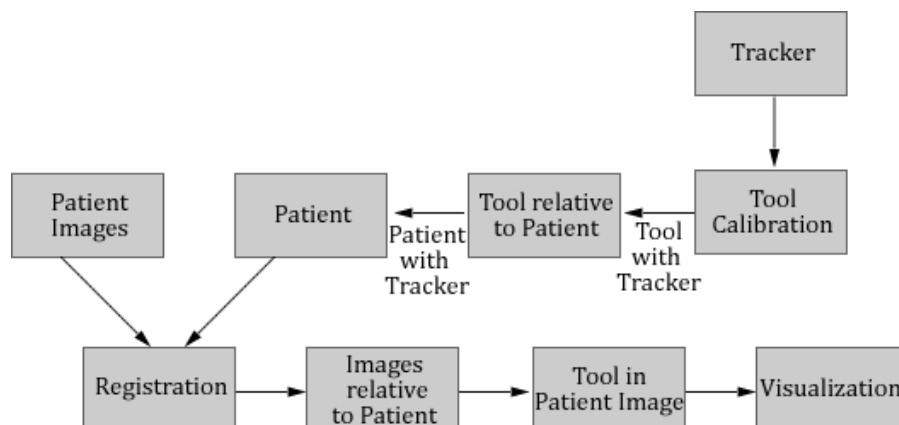 Tracker
Patient
Images
Patient
Tool relative
to Patient
Tool
Calibration
Patient
with
Tracker
Tool
with
Tracker
Registration
Images
relative
to Patient
Tool in
Patient Image
Visualization